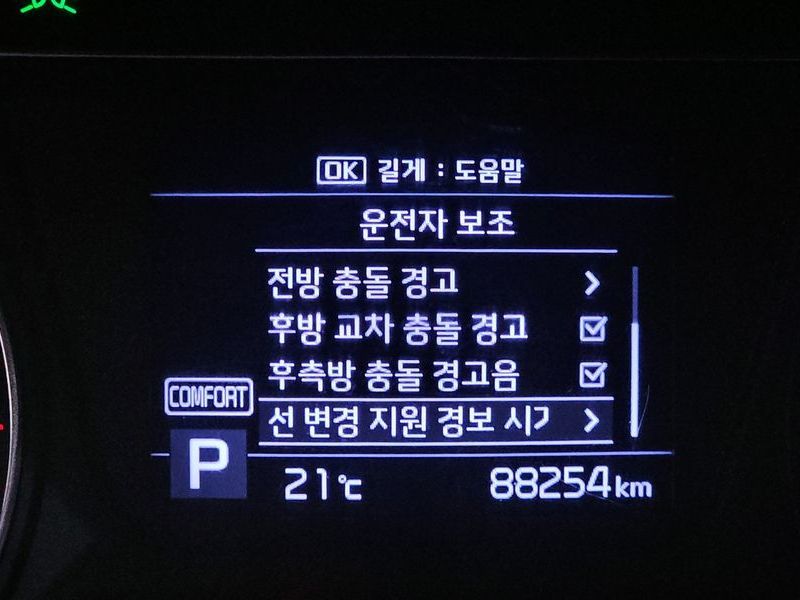 OK 길게 : 도움말
운전자 보조
전방 충돌 경고
후방 교차 충돌 경고
후측방 충돌 경고음
선 변경 지원 경보 시
COMFORT
P
21℃
88254km